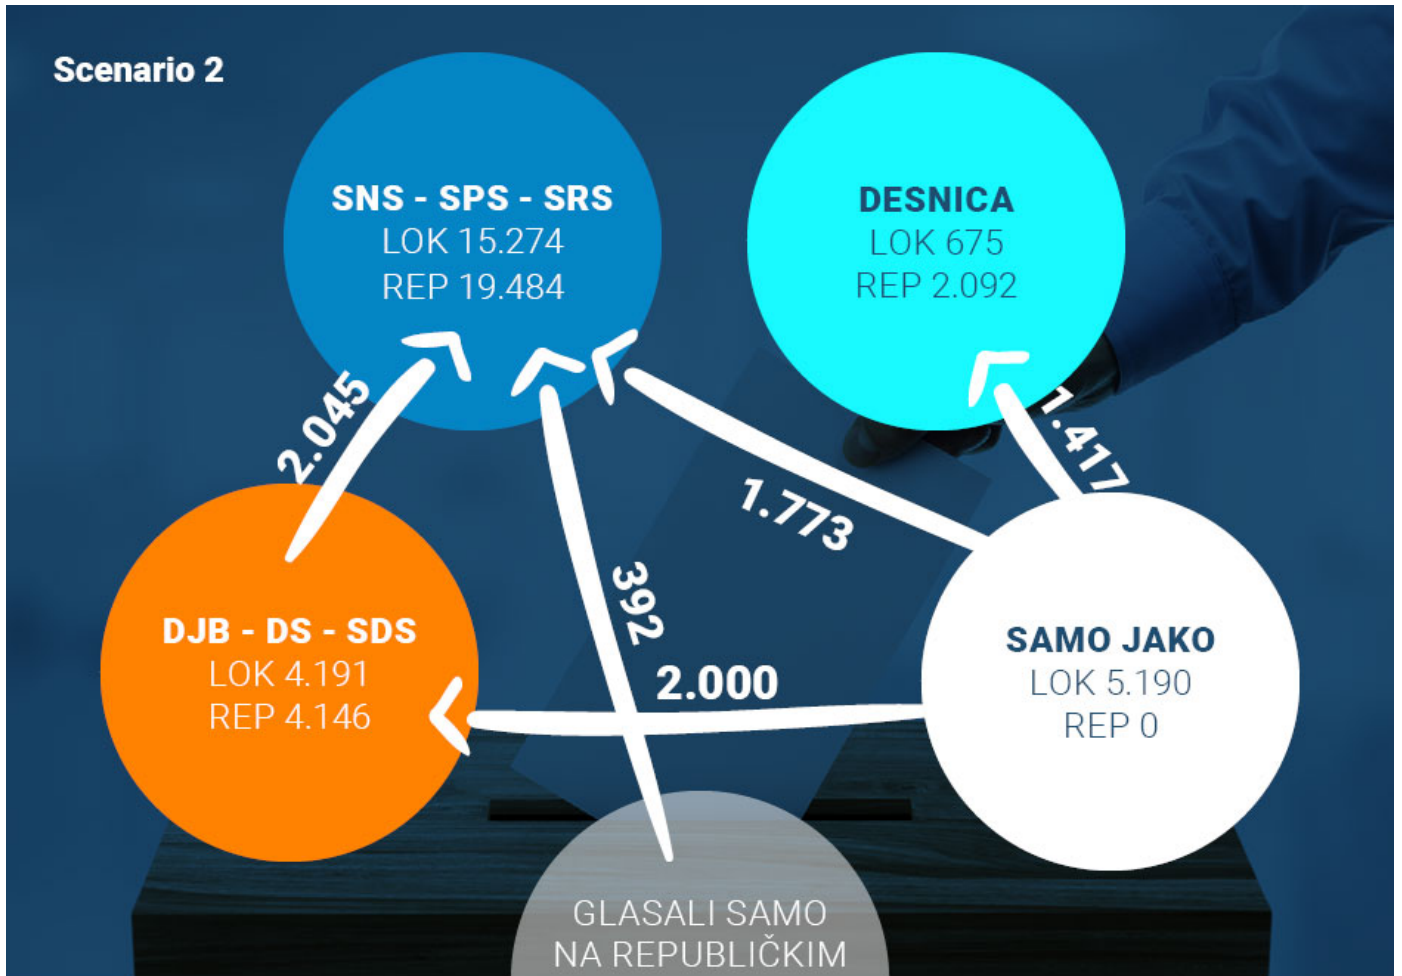 Scenario 2
SNS - SPS - SRS
LOK 15.274
REP 19.484
DESNICA
LOK 675
REP 2.092
2.045
1.417
1.773
392
2.000
DJB - DS - SDS
LOK 4.191
REP 4.146
SAMO JAKO
LOK 5.190
REP 0
GLASALI SAMO
NA REPUBLIČKIM